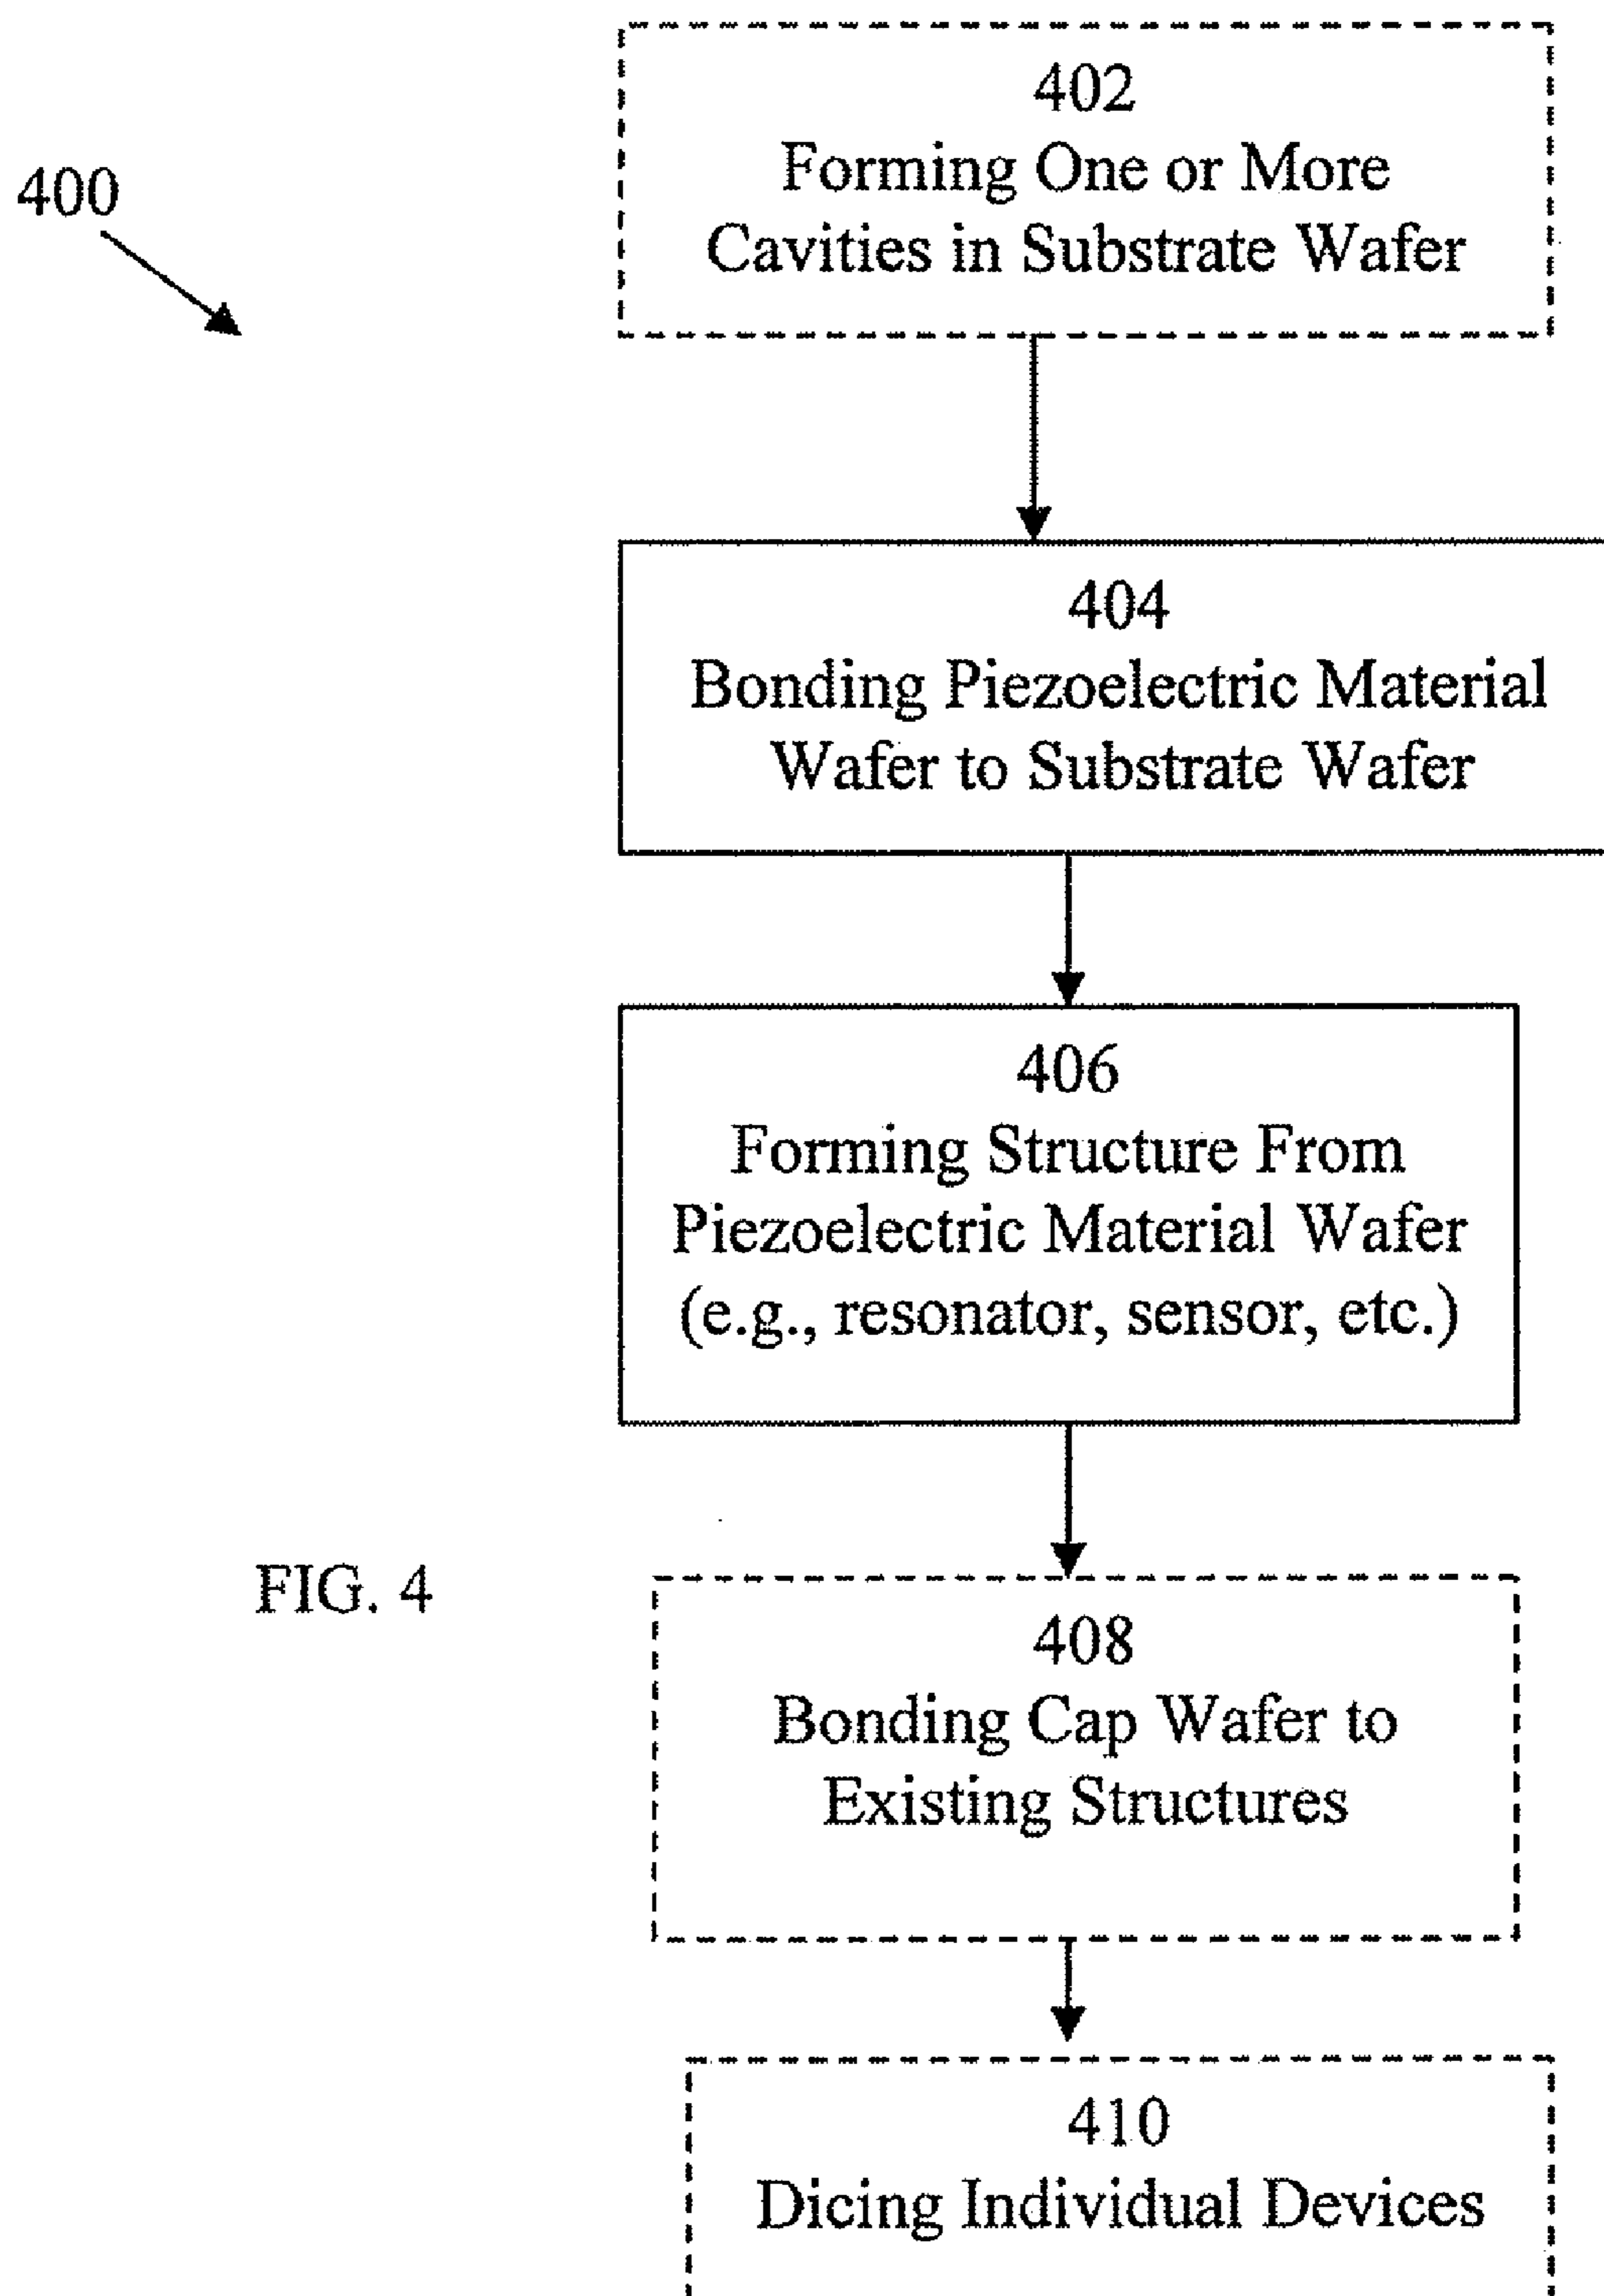 402
Forming One or More
Cavities in Substrate Wafer
400
404
Bonding Piezoelectric Material
Wafer to Substrate Wafer
406
Forming Structure From
Piezoelectric Material Wafer
(e.g., resonator, sensor, etc.)
FIG. 4
408
Bonding Cap Wafer to
Existing Structures
410
Dicing Individual Devices